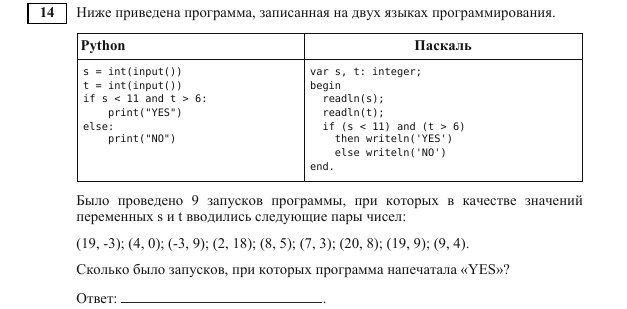 14 Ниже приведена программа, записанная на двух языках программирования.
Python
s = int(input())
t = int(input())
if s < 11 and t > 6:
    print("YES")
else:
    print("NO")
Паскаль
var s, t: integer;
begin
  readln(s);
  readln(t);
  if (s < 11) and (t > 6)
    then writeln('YES')
    else writeln('NO')
end.
Было проведено 9 запусков программы, при которых в качестве значений
переменных s и t вводились следующие пары чисел:
(19, -3); (4, 0); (-3, 9); (2, 18); (8, 5); (7, 3); (20, 8); (19, 9); (9, 4).
Сколько было запусков, при которых программа напечатала «YES»?
Ответ: ____________________________.